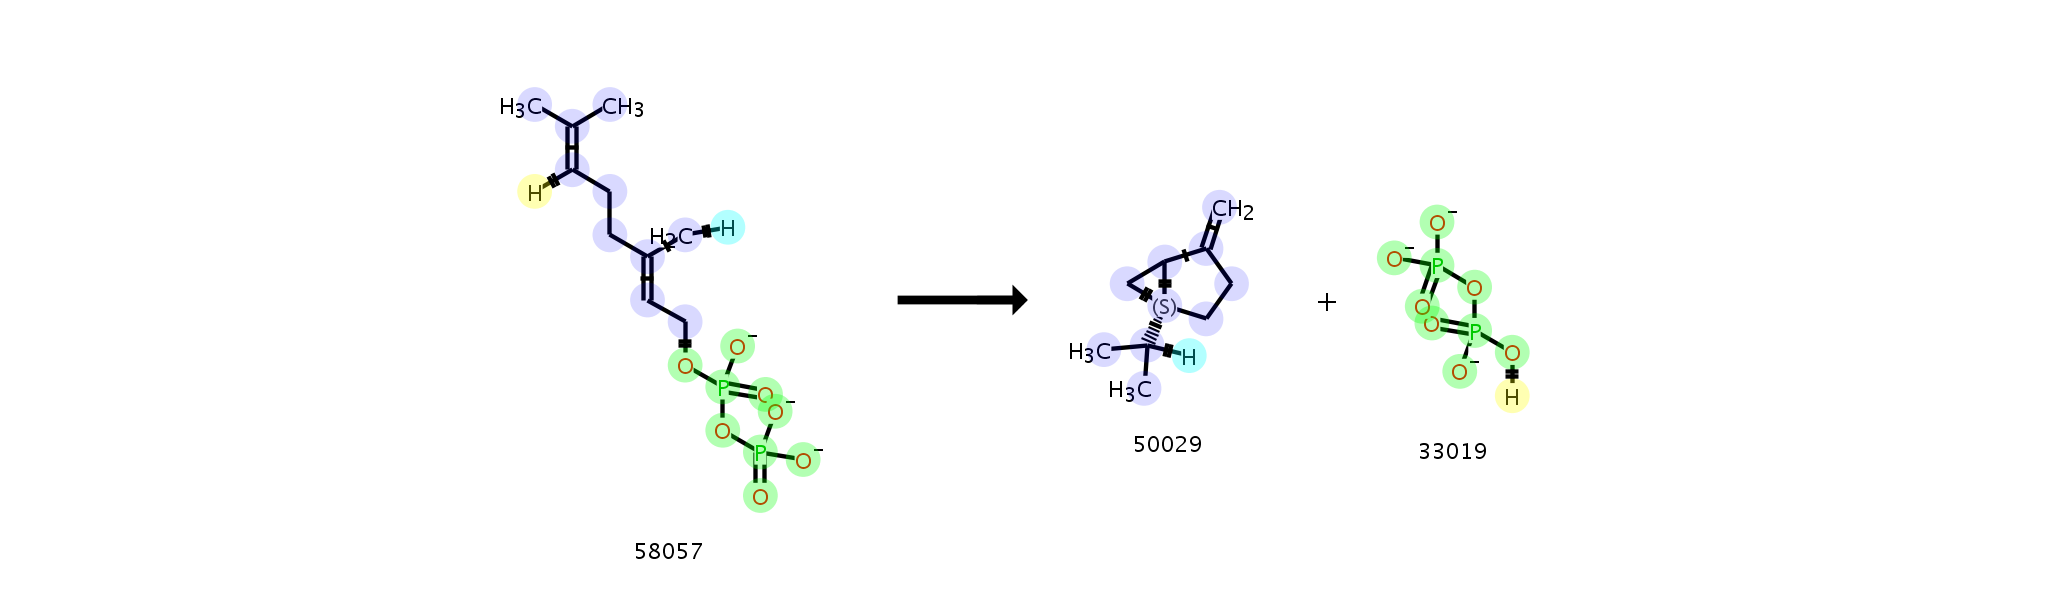 H3C CH3
H
H2C H
O
O-
P O
O-
O P O-
O
58057
CH2
(S)
H3C H
H3C
50029
+
O-
O- P
O
O
O P
O
O-
H
33019